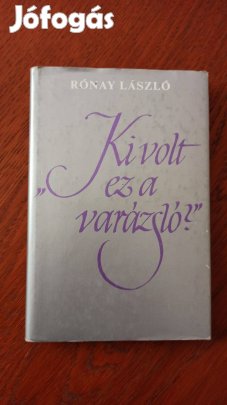 Jófogás
RÓNAY LÁSZLÓ
„Ki volt
ez a
varázsló?"